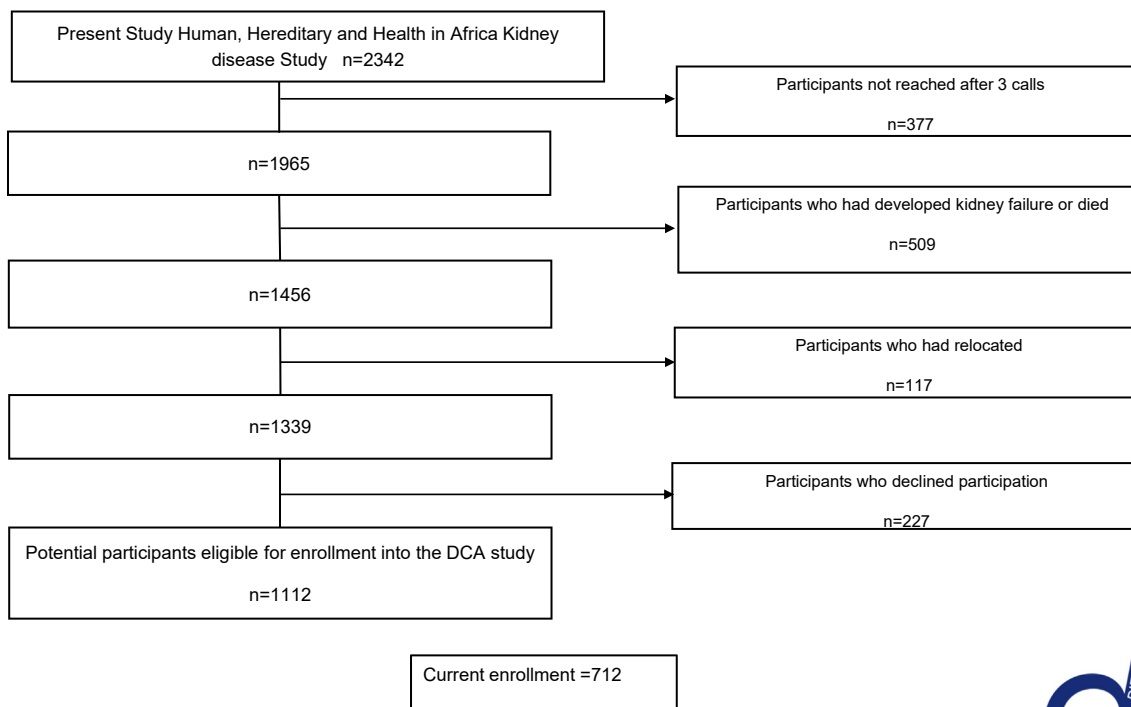 Present Study Human, Hereditary and Health in Africa Kidney
disease Study n=2342
Participants not reached after 3 calls
n=377
n=1965
Participants who had developed kidney failure or died
n=509
n=1456
Participants who had relocated
n=117
n=1339
Participants who declined participation
n=227
Potential participants eligible for enrollment into the DCA study
n=1112
Current enrollment =712